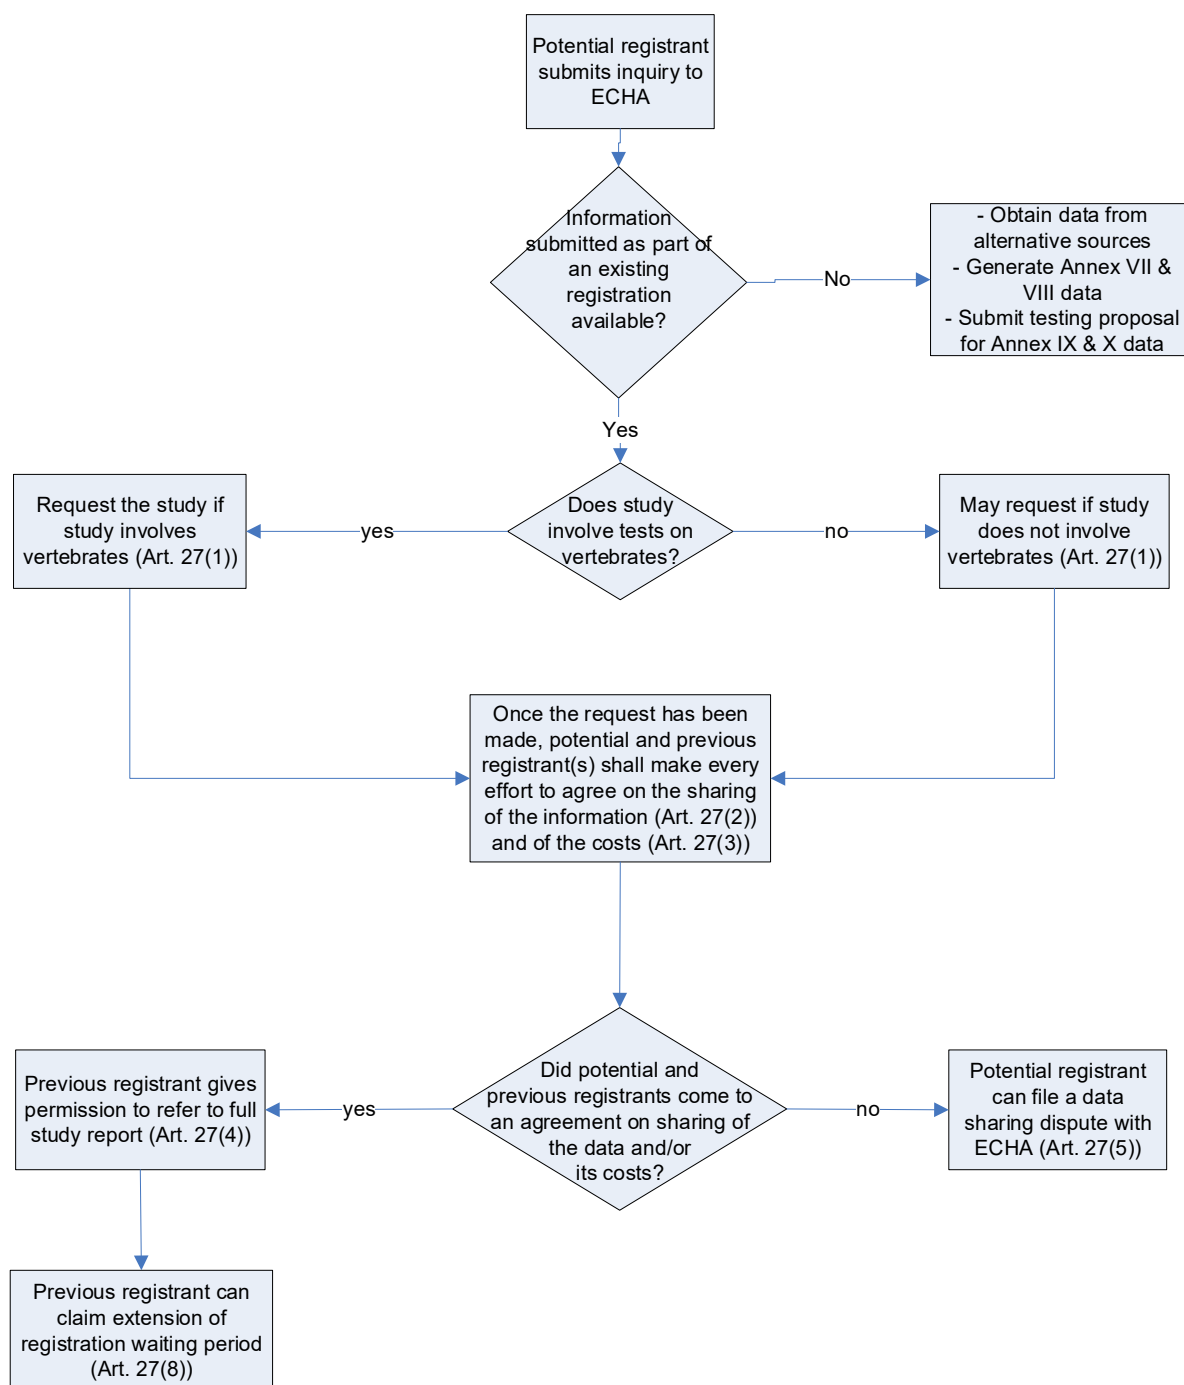 Potential registrant
submits inquiry to
ECHA
Information
submitted as part of
an existing
registration
available?
No
- Obtain data from
alternative sources
- Generate Annex VII &
VIII data
- Submit testing proposal
for Annex IX & X data
Yes
Request the study if
study involves
vertebrates (Art. 27(1))
yes
Does study
involve tests on
vertebrates?
no
May request if study
does not involve
vertebrates (Art. 27(1))
Once the request has been
made, potential and previous
registrant(s) shall make every
effort to agree on the sharing
of the information (Art. 27(2))
and of the costs (Art. 27(3))
Previous registrant gives
permission to refer to full
study report (Art. 27(4))
yes
Did potential and
previous registrants come to
an agreement on sharing of
the data and/or
its costs?
no
Potential registrant
can file a data
sharing dispute with
ECHA (Art. 27(5))
Previous registrant can
claim extension of
registration waiting period
(Art. 27(8))